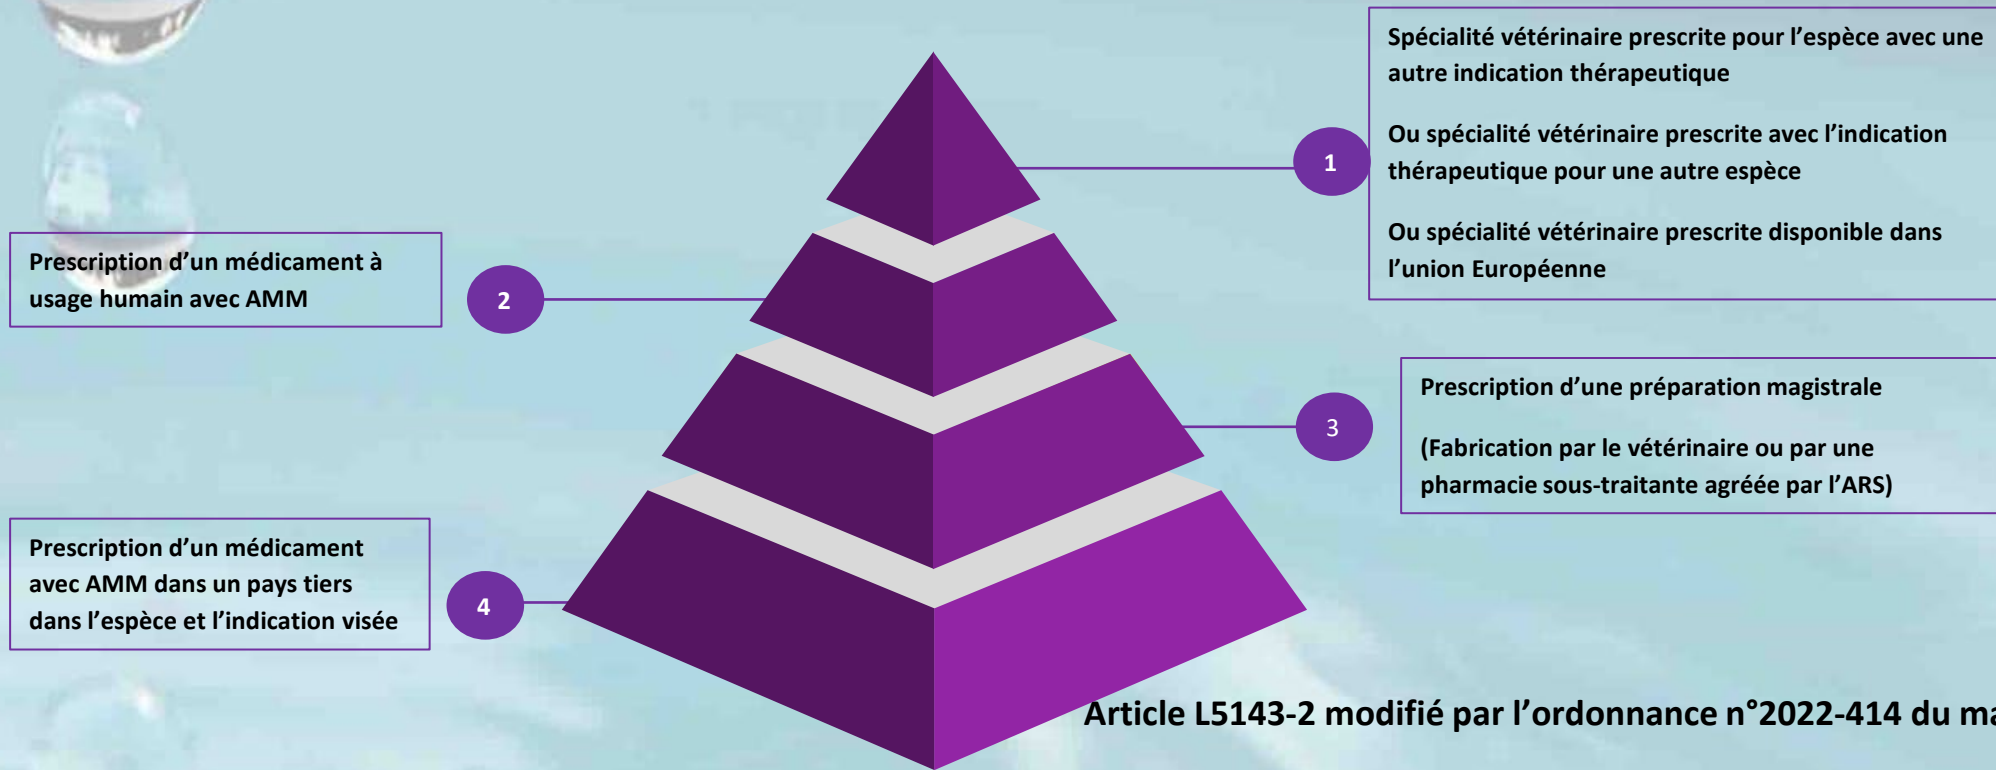 Spécialité vétérinaire prescrite pour l’espèce avec une
autre indication thérapeutique
Ou spécialité vétérinaire prescrite avec l’indication
thérapeutique pour une autre espèce
Ou spécialité vétérinaire prescrite disponible dans
l’union Européenne
1
Prescription d’un médicament à
usage humain avec AMM
2
Prescription d’une préparation magistrale
(Fabrication par le vétérinaire ou par une
pharmacie sous-traitante agréée par l’ARS)
3
Prescription d’un médicament
avec AMM dans un pays tiers
dans l’espèce et l’indication visée
4
Article L5143-2 modifié par l’ordonnance n°2022-414 du